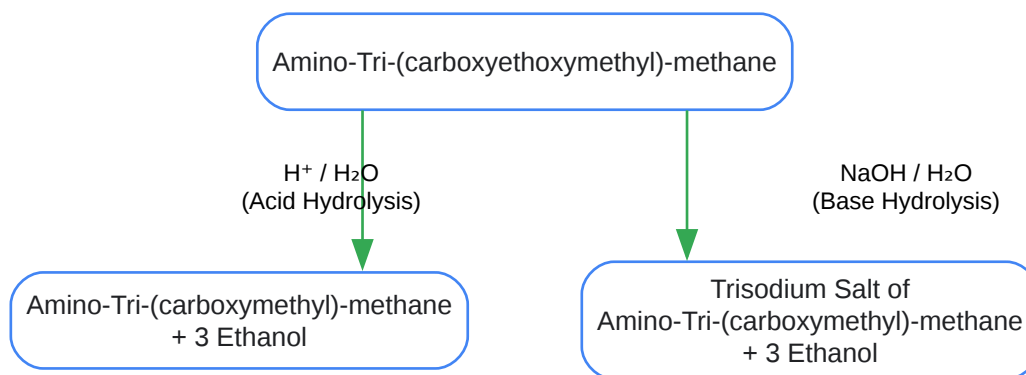 Amino-Tri-(carboxyethoxymethyl)-methane
H⁺ / H₂O
(Acid Hydrolysis)
NaOH / H₂O
(Base Hydrolysis)
Amino-Tri-(carboxymethyl)-methane
+ 3 Ethanol
Trisodium Salt of
Amino-Tri-(carboxymethyl)-methane
+ 3 Ethanol